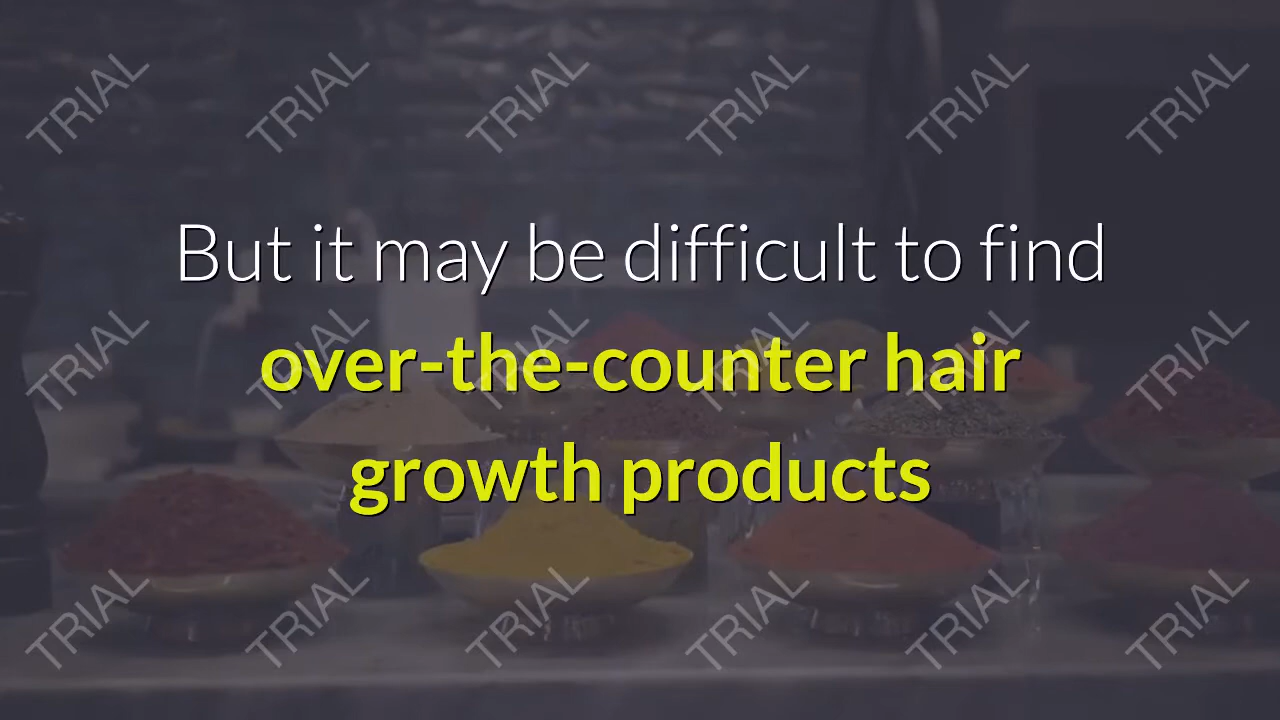 TRIAL TRIAL TRIAL TRIAL TRIAL TRIAL
But it may be difficult to find
TRIAL TRIAL TRIAL TRIAL TRIAL TRIAL
over-the-counter hair
growth products
TRIAL TRIAL TRIAL TRIAL TRIAL TRIAL